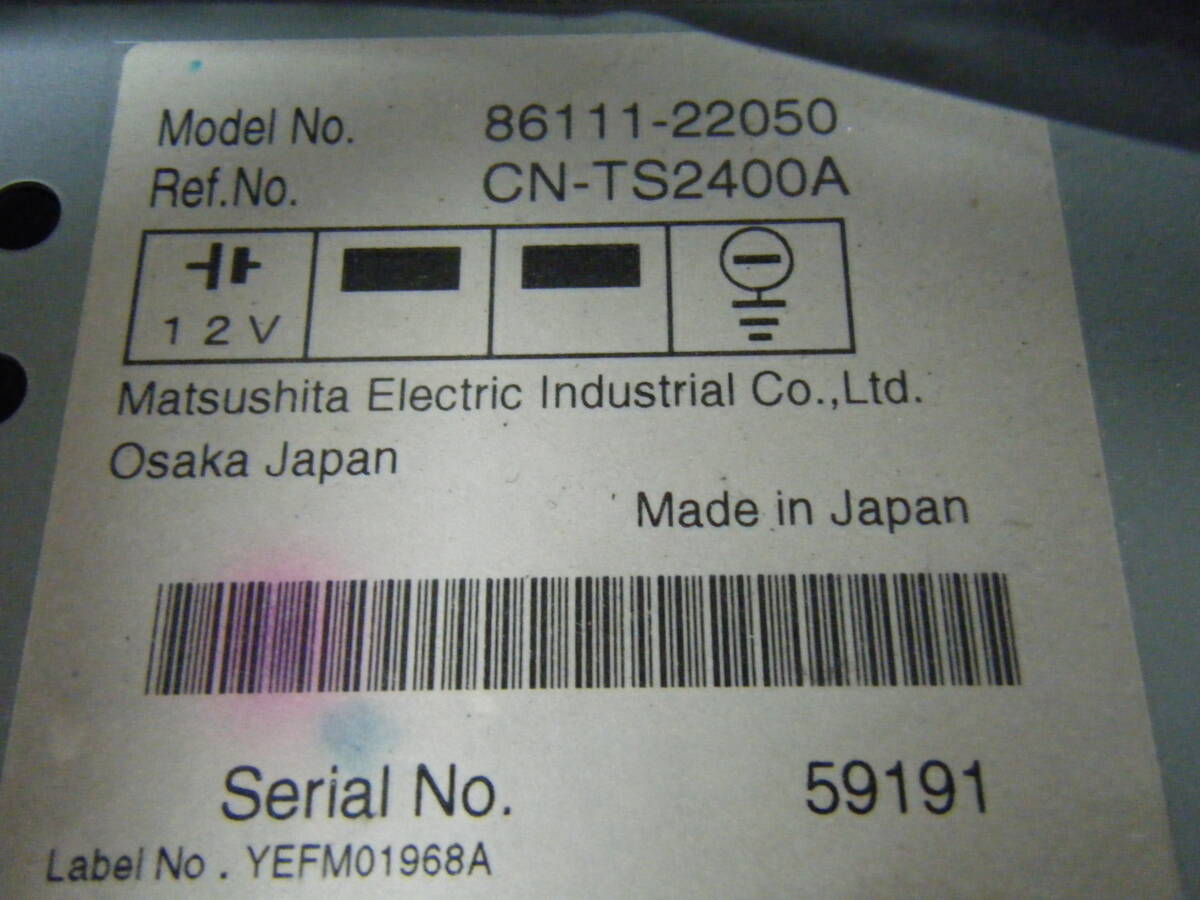 Model No. 86111-22050
Ref.No. CN-TS2400A
12V
Matsushita Electric Industrial Co.,Ltd.
Osaka Japan
Made in Japan
Serial No. 59191
Label No . YEFM01968A